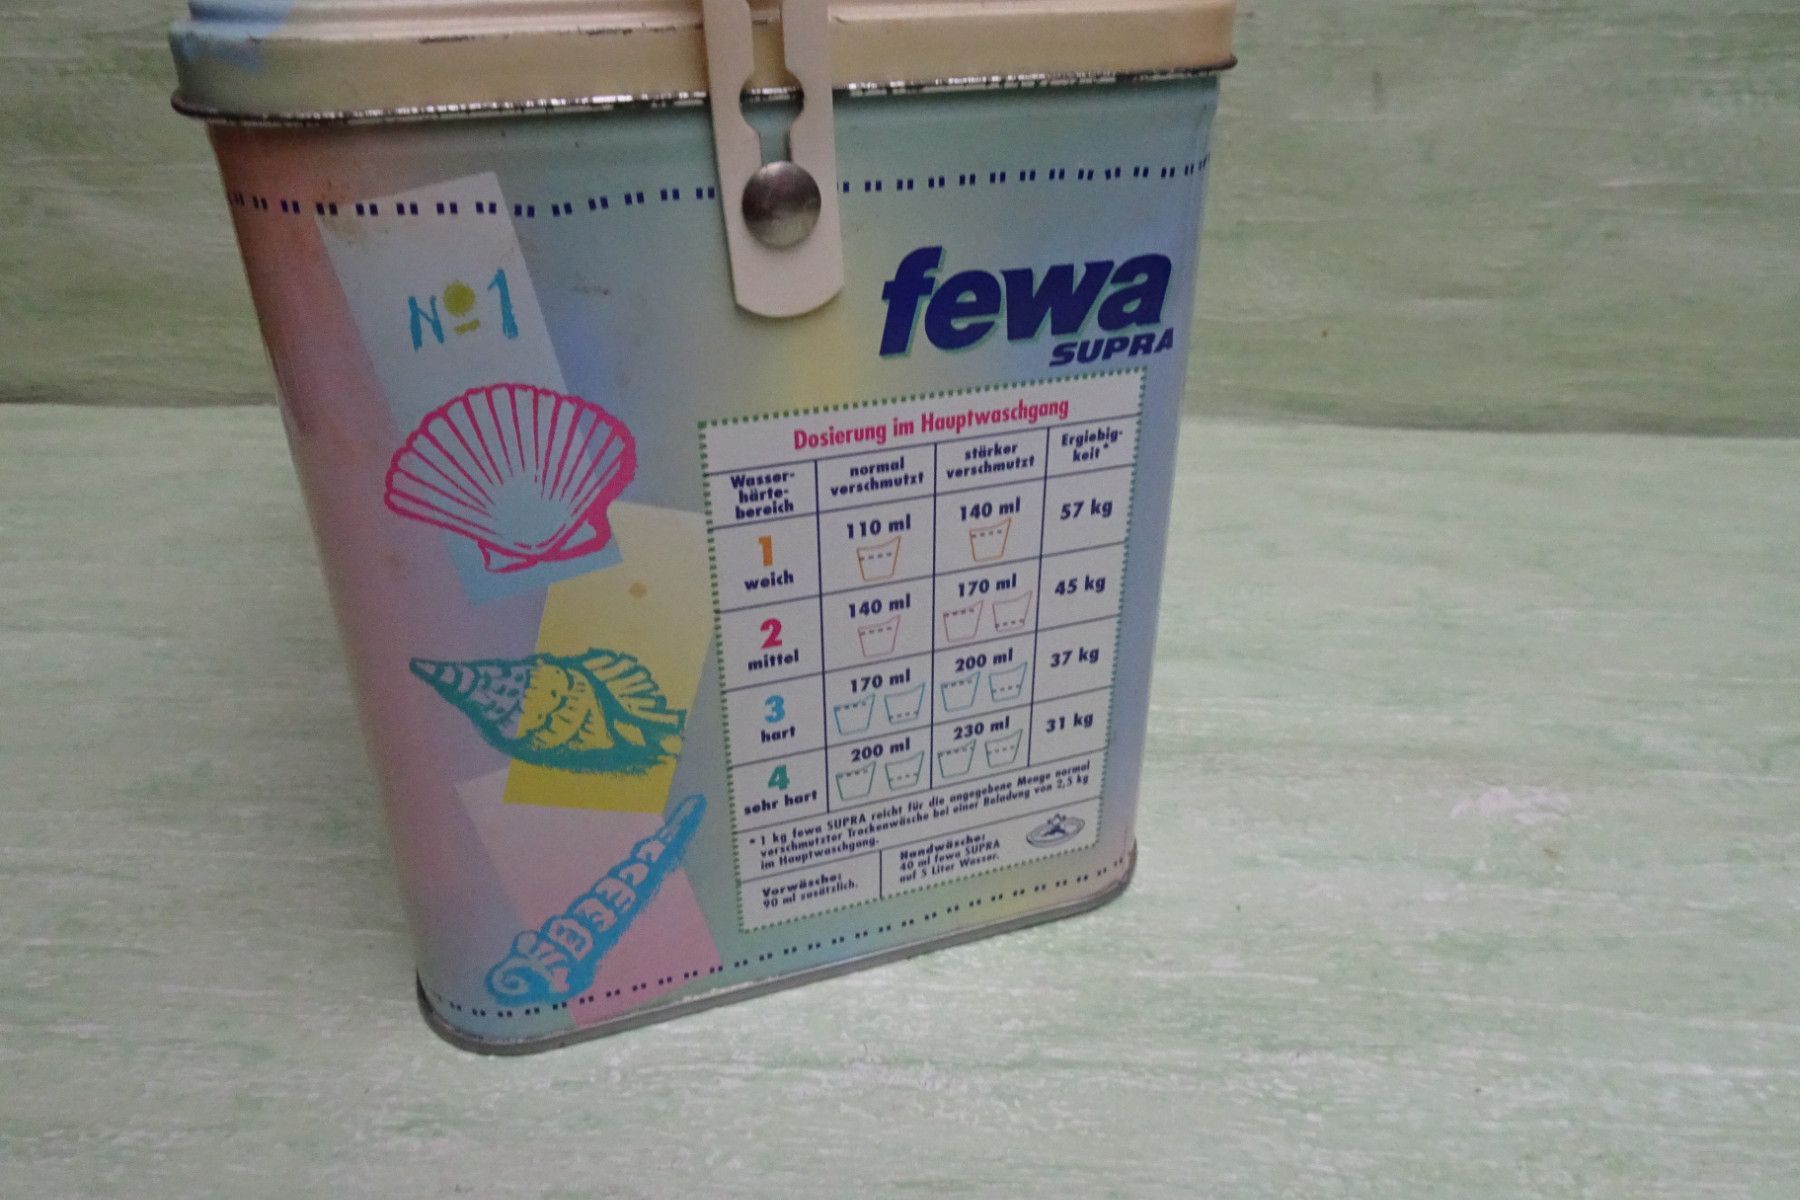 No 1
fewa
SUPRA
Dosierung im Hauptwaschgang
Wasser-
härte-
bereich
normal
verschmutzt
stärker
verschmutzt
Ergiebig-
keit*
1
weich
110 ml
140 ml
57 kg
2
mittel
140 ml
170 ml
45 kg
3
hart
170 ml
200 ml
37 kg
4
sehr hart
200 ml
230 ml
31 kg
* 1 kg fewa SUPRA reicht für die angegebene Menge normal
verschmutzter Trockenwäsche bei einer Beladung von 2,5 kg
im Hauptwaschgang.
Vorwäsche:
90 ml zusätzlich.
Handwäsche:
40 ml fewa SUPRA
auf 5 Liter Wasser.